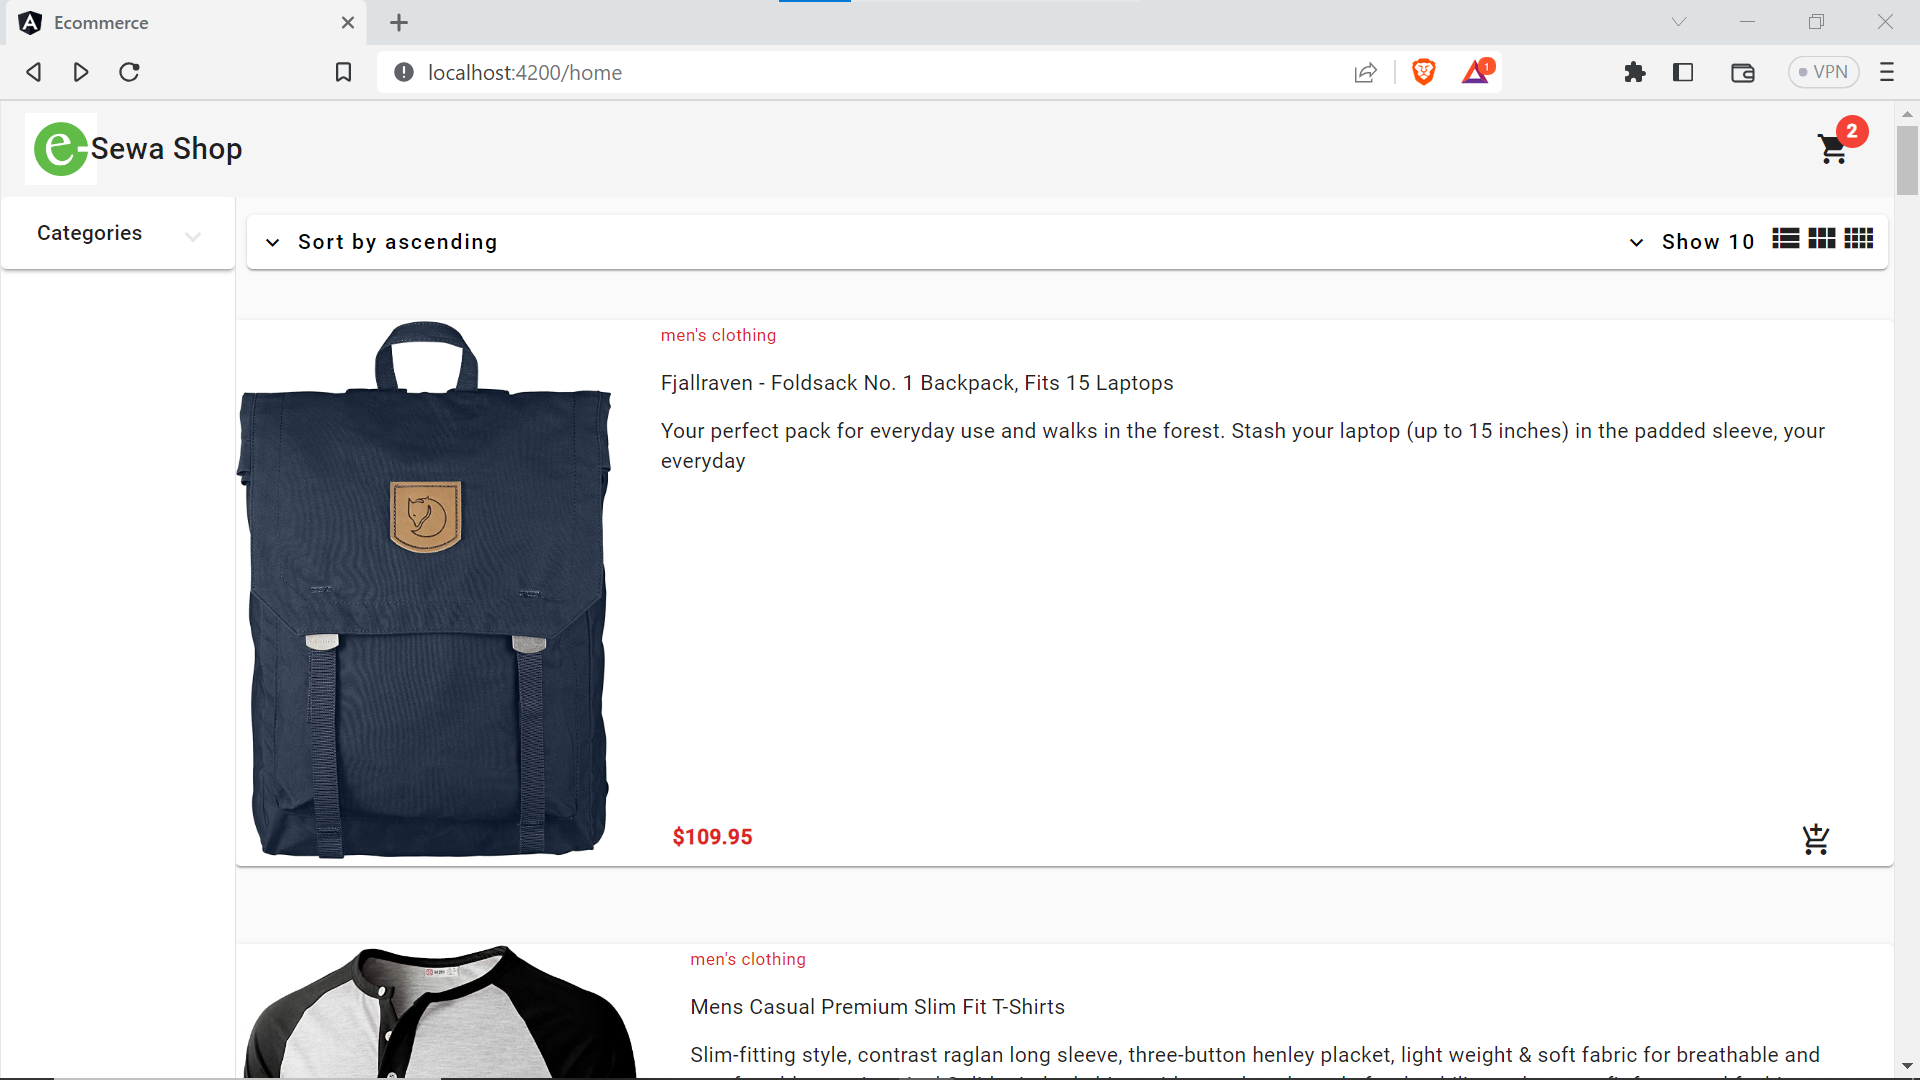 Ecommerce
localhost:4200/home
1
VPN
e-Sewa Shop
2
Categories
Sort by ascending
Show 10
men's clothing
Fjallraven - Foldsack No. 1 Backpack, Fits 15 Laptops
Your perfect pack for everyday use and walks in the forest. Stash your laptop (up to 15 inches) in the padded sleeve, your
everyday
$109.95
men's clothing
Mens Casual Premium Slim Fit T-Shirts
Slim-fitting style, contrast raglan long sleeve, three-button henley placket, light weight & soft fabric for breathable and